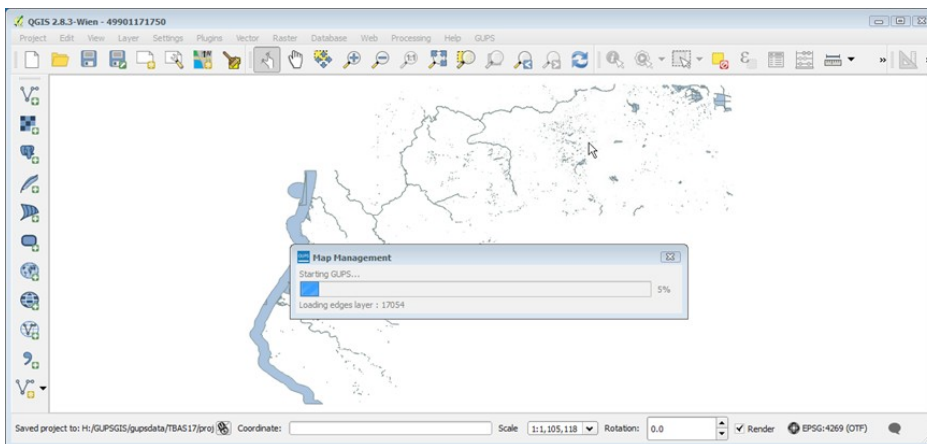 QGIS 2.8.3-Wien - 49901171750
Project Edit View Layer Settings Plugins Vector Raster Database Web Processing Help GUPS
Map Management
Starting GUPS...
5%
Loading edges layer : 17054
Saved project to: H:/GUPSGIS/gupsdata/TBAS17/proj Coordinate: Scale 1:1,105,118 Rotation: 0.0 Render EPSG:4269 (OTF)